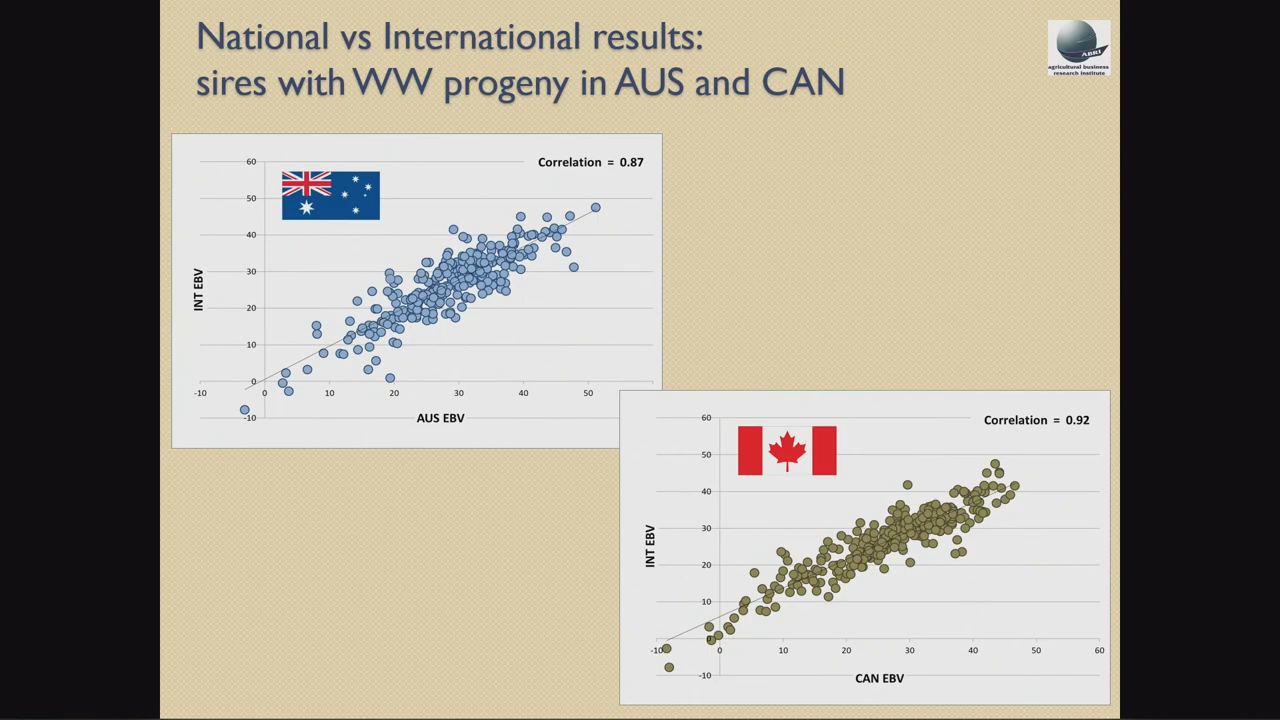 National vs International results:
sires with WW progeny in AUS and CAN
ABRI
agricultural business
research institute
Correlation = 0.87
60
50
40
30
20
10
0
-10
-10 0 10 20 30 40 50
INT EBV
AUS EBV
Correlation = 0.92
60
50
40
30
20
10
0
-10
-10 0 10 20 30 40 50 60
INT EBV
CAN EBV